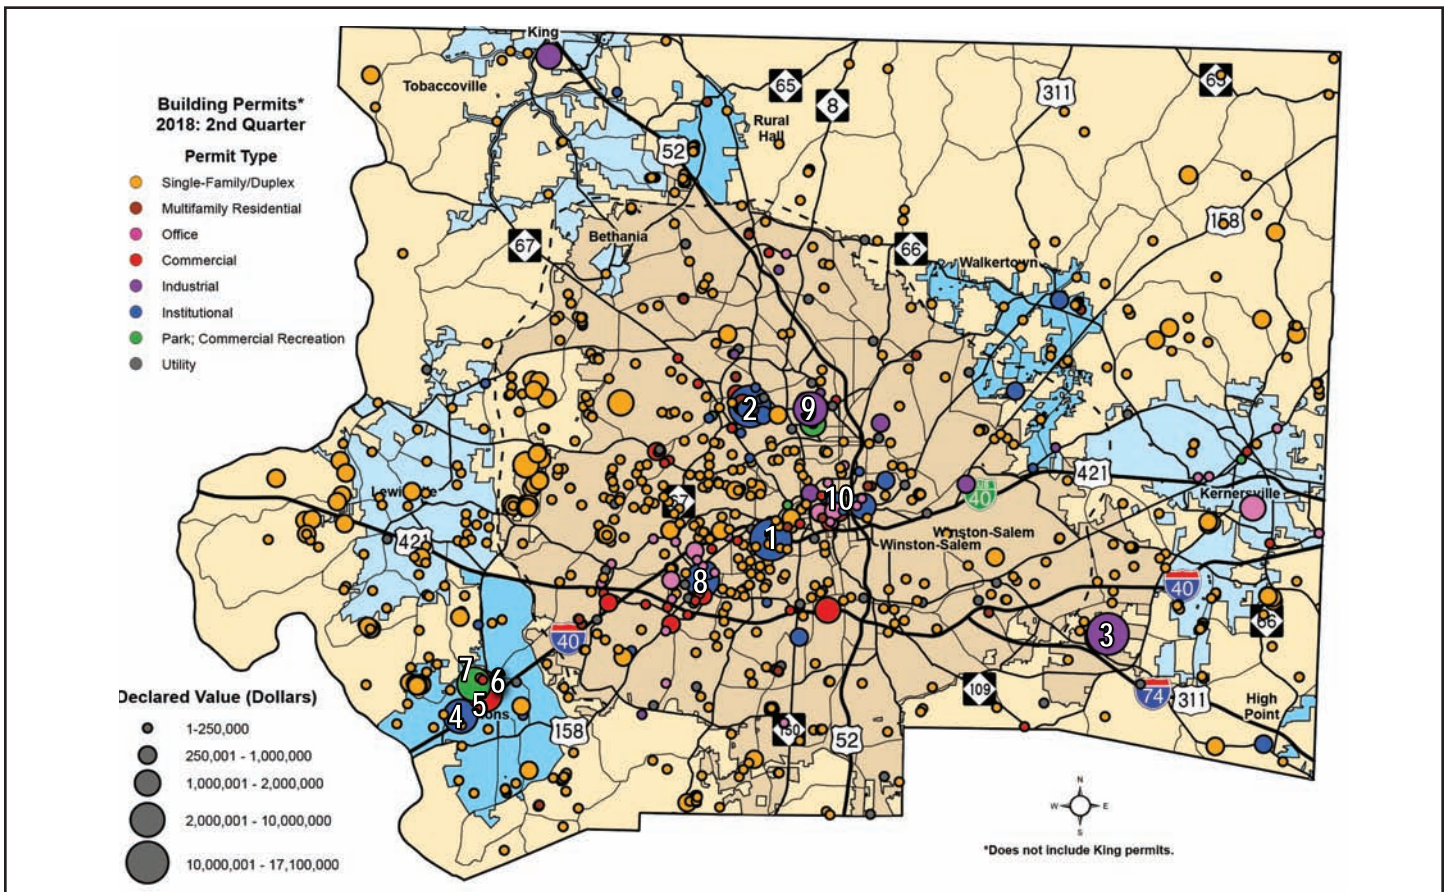 Building Permits*
2018: 2nd Quarter
Permit Type
Single-Family/Duplex
Multifamily Residential
Office
Commercial
Industrial
Institutional
Park; Commercial Recreation
Utility
King
Tobaccoville
65
8
Rural
Hall
311
65
52
158
67
Bethania
66
Walkertown
2
9
421
40
Lewisville
67
10
Kernersville
421
1
Winston-Salem
Winston-Salem
8
40
40
3
66
7
6
5
4
109
74
311
High
Point
158
150
52
Declared Value (Dollars)
1-250,000
250,001 - 1,000,000
1,000,001 - 2,000,000
2,000,001 - 10,000,000
10,000,001 - 17,100,000
N
W
E
S
*Does not include King permits.